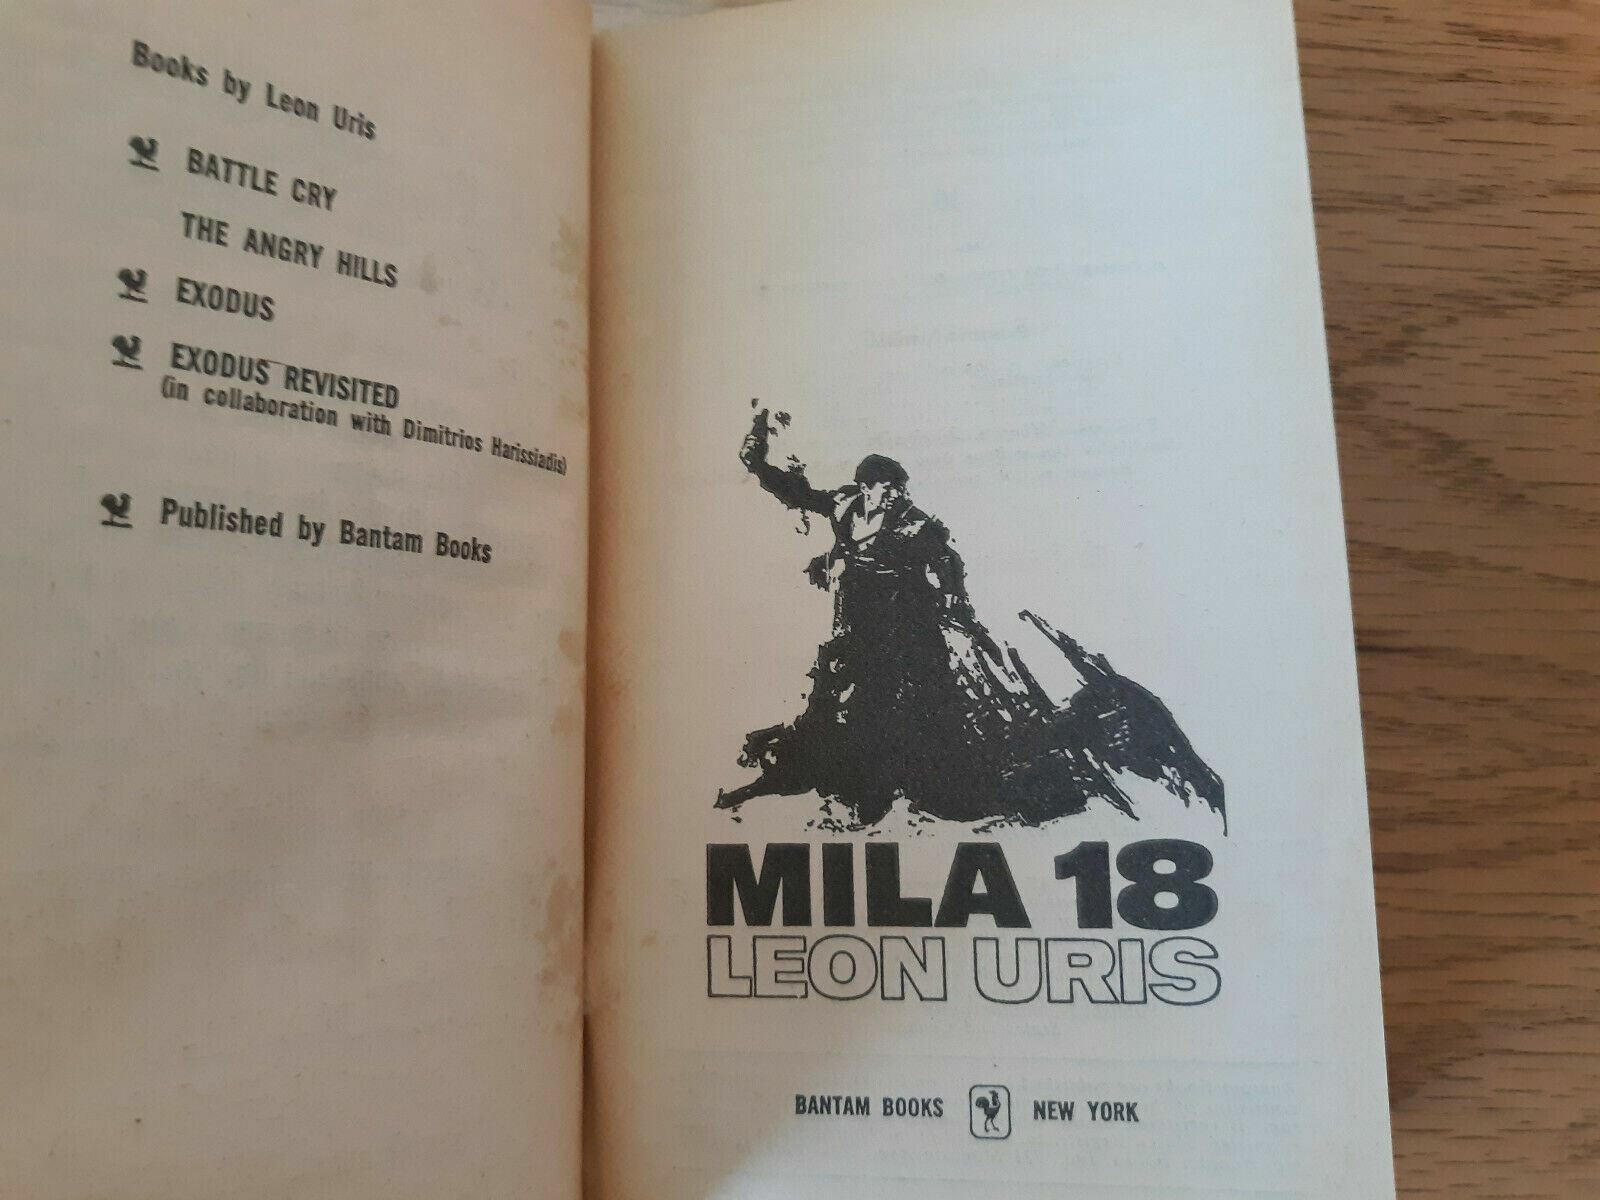 Books by Leon Uris
BATTLE CRY
THE ANGRY HILLS
EXODUS
EXODUS REVISITED
(in collaboration with Dimitrios Harissiadis)
Published by Bantam Books
MILA 18
LEON URIS
BANTAM BOOKS NEW YORK